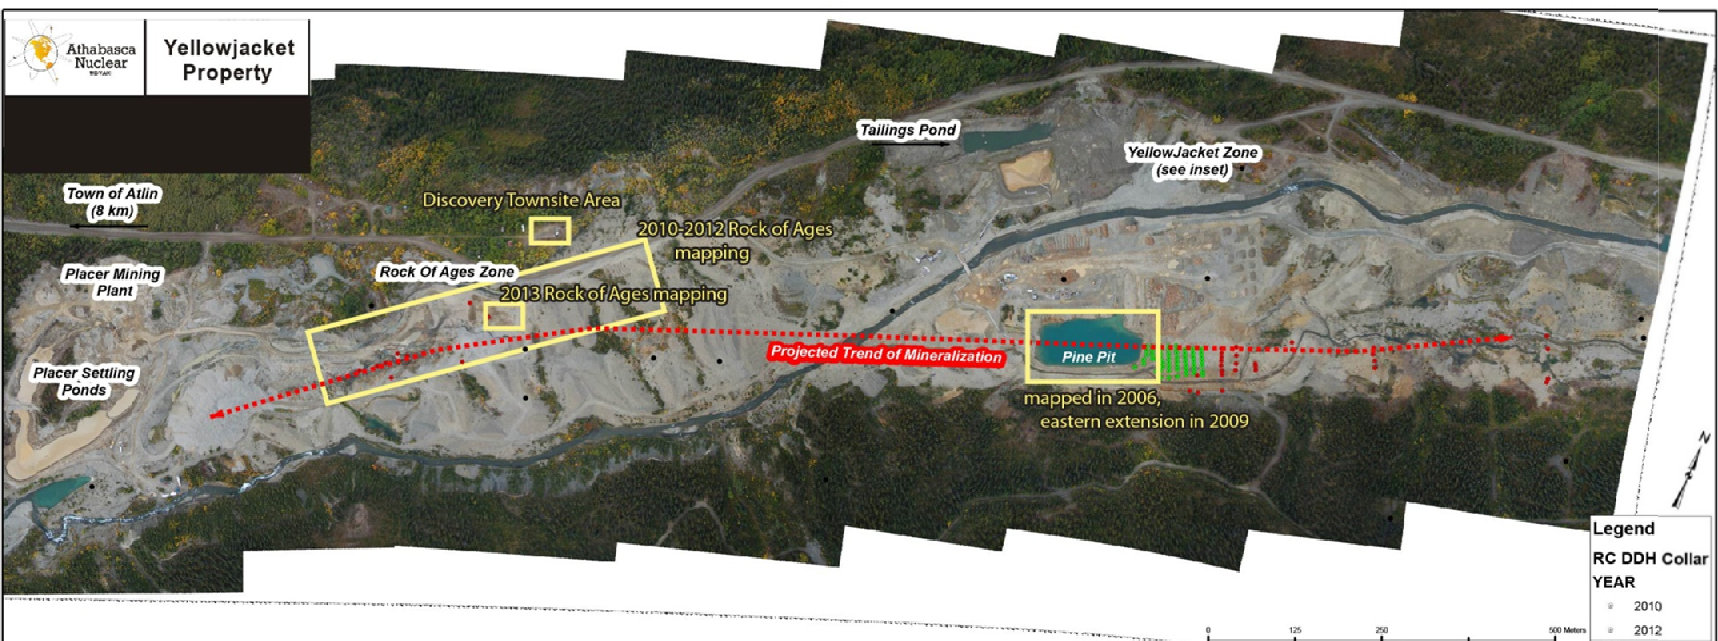 Athabasca
Nuclear
Yellowjacket
Property
Tailings Pond
YellowJacket Zone
(see inset)
Town of Atlin
(8 km)
Discovery Townsite Area
2010-2012 Rock of Ages
mapping
Placer Mining
Plant
Rock Of Ages Zone
2013 Rock of Ages mapping
Projected Trend of Mineralization
Pine Pit
Placer Settling
Ponds
mapped in 2006,
eastern extension in 2009
N
Legend
RC DDH Collar
YEAR
2010
2012
0 125 250 500 Meters